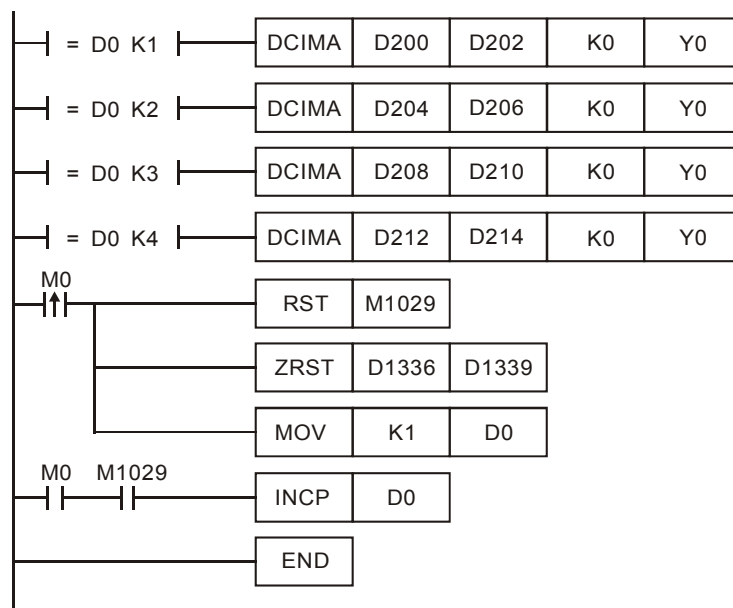 = D0 K1 DCIMA D200 D202 K0 Y0
= D0 K2 DCIMA D204 D206 K0 Y0
= D0 K3 DCIMA D208 D210 K0 Y0
= D0 K4 DCIMA D212 D214 K0 Y0
M0
RST M1029
ZRST D1336 D1339
MOV K1 D0
M0 M1029
INCP D0
END